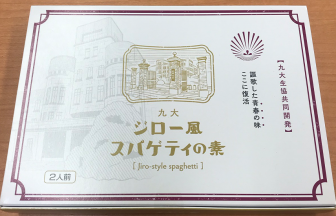 【九大生協共同開発】
謳歌した青春の味
ここに復活
九大
ジロー風
スパゲティの素
[ Jiro-style spaghetti ]
2人前